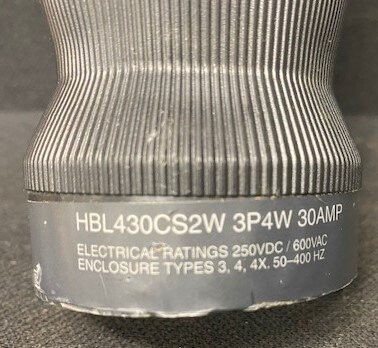 HBL430CS2W 3P4W 30AMP
ELECTRICAL RATINGS 250VDC / 600VAC
ENCLOSURE TYPES 3, 4, 4X. 50-400 HZ